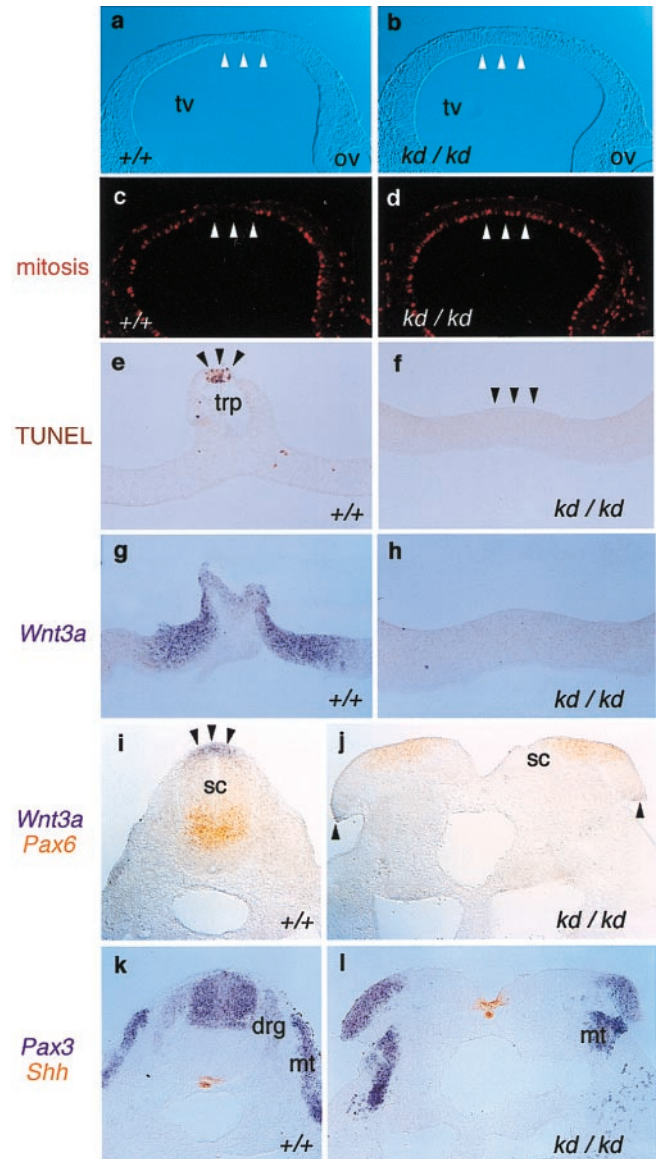 a
b
tv
tv
+/+
ov
kd / kd
ov
mitosis
c
d
+/+
kd / kd
TUNEL
e
f
trp
+/+
kd / kd
Wnt3a
g
h
+/+
kd / kd
Wnt3a
Pax6
i
j
sc
sc
+/+
kd / kd
Pax3
Shh
k
l
drg
mt
mt
+/+
kd / kd